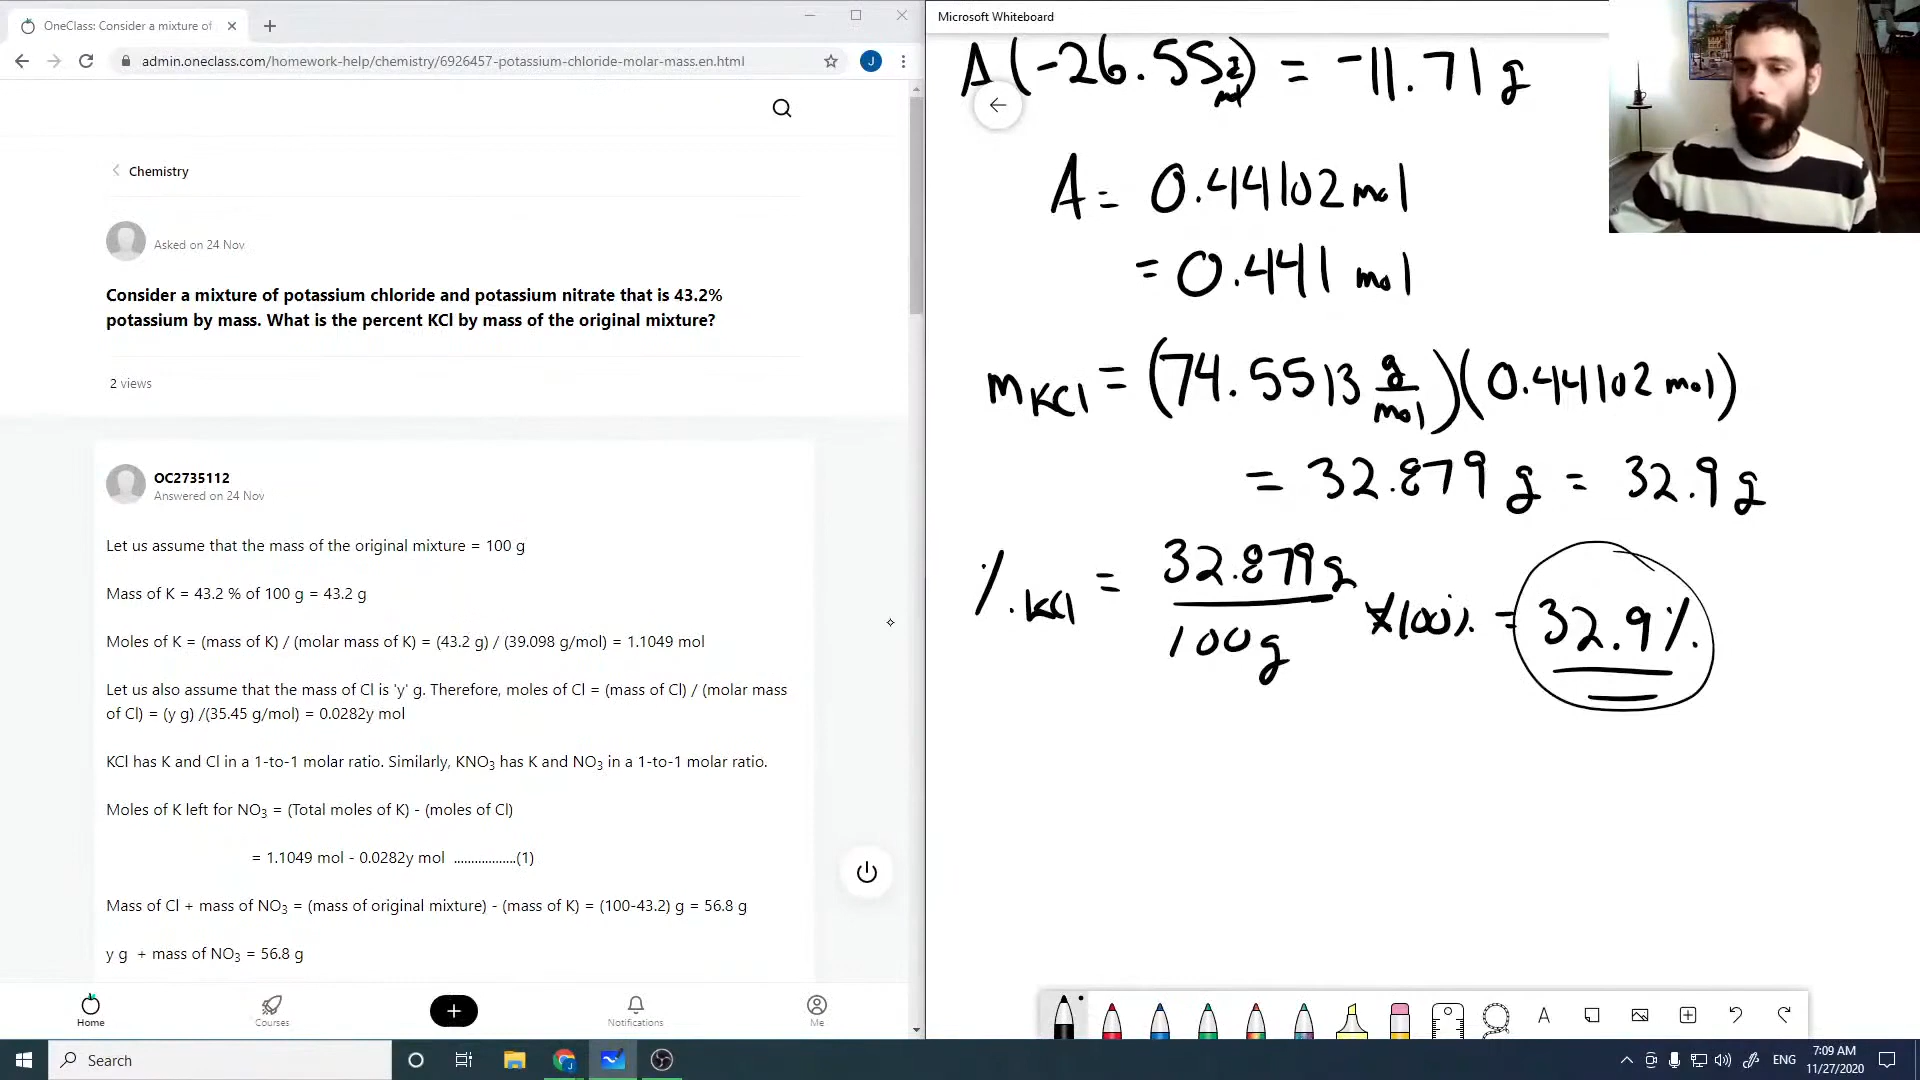 OneClass: Consider a mixture of
admin.oneclass.com/homework-help/chemistry/6926457-potassium-chloride-molar-mass.en.html
J
Chemistry
Asked on 24 Nov
Consider a mixture of potassium chloride and potassium nitrate that is 43.2%
potassium by mass. What is the percent KCl by mass of the original mixture?
2 views
OC2735112
Answered on 24 Nov
Let us assume that the mass of the original mixture = 100 g
Mass of K = 43.2 % of 100 g = 43.2 g
Moles of K = (mass of K) / (molar mass of K) = (43.2 g) / (39.098 g/mol) = 1.1049 mol
Let us also assume that the mass of Cl is 'y' g. Therefore, moles of Cl = (mass of Cl) / (molar mass
of Cl) = (y g) /(35.45 g/mol) = 0.0282y mol
KCl has K and Cl in a 1-to-1 molar ratio. Similarly, KNO₃ has K and NO₃ in a 1-to-1 molar ratio.
Moles of K left for NO₃ = (Total moles of K) - (moles of Cl)
= 1.1049 mol - 0.0282y mol ..................(1)
Mass of Cl + mass of NO₃ = (mass of original mixture) - (mass of K) = (100-43.2) g = 56.8 g
y g + mass of NO₃ = 56.8 g
Home
Courses
Notifications
Me
Microsoft Whiteboard
A(-26.55 mol) = -11.71 g
A = 0.44102 mol
= 0.441 mol
mKCl = (74.5513 g/mol)(0.44102 mol)
= 32.879 g = 32.9 g
%KCl = 32.879g/100g ×100% = 32.9%
A
Search
ENG
7:09 AM
11/27/2020